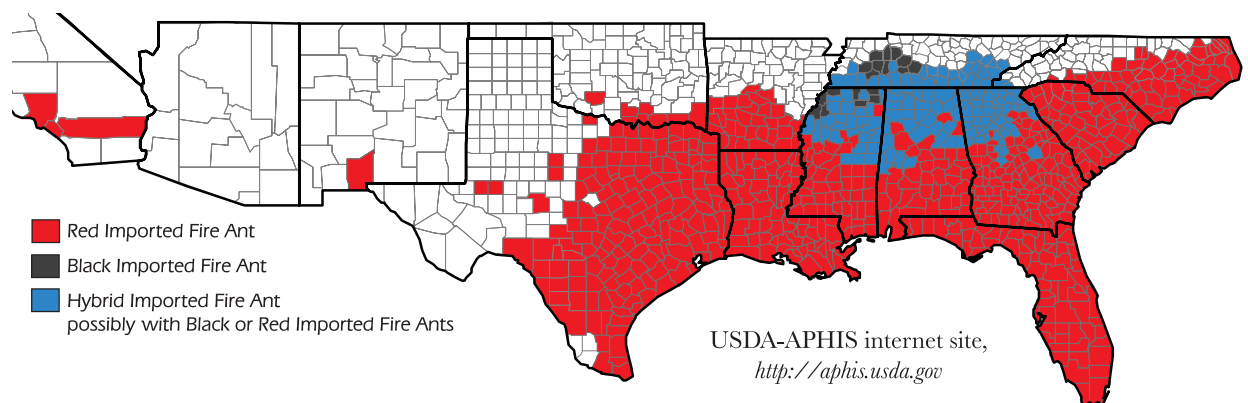 Red Imported Fire Ant
Black Imported Fire Ant
Hybrid Imported Fire Ant
possibly with Black or Red Imported Fire Ants
USDA-APHIS internet site,
http://aphis.usda.gov